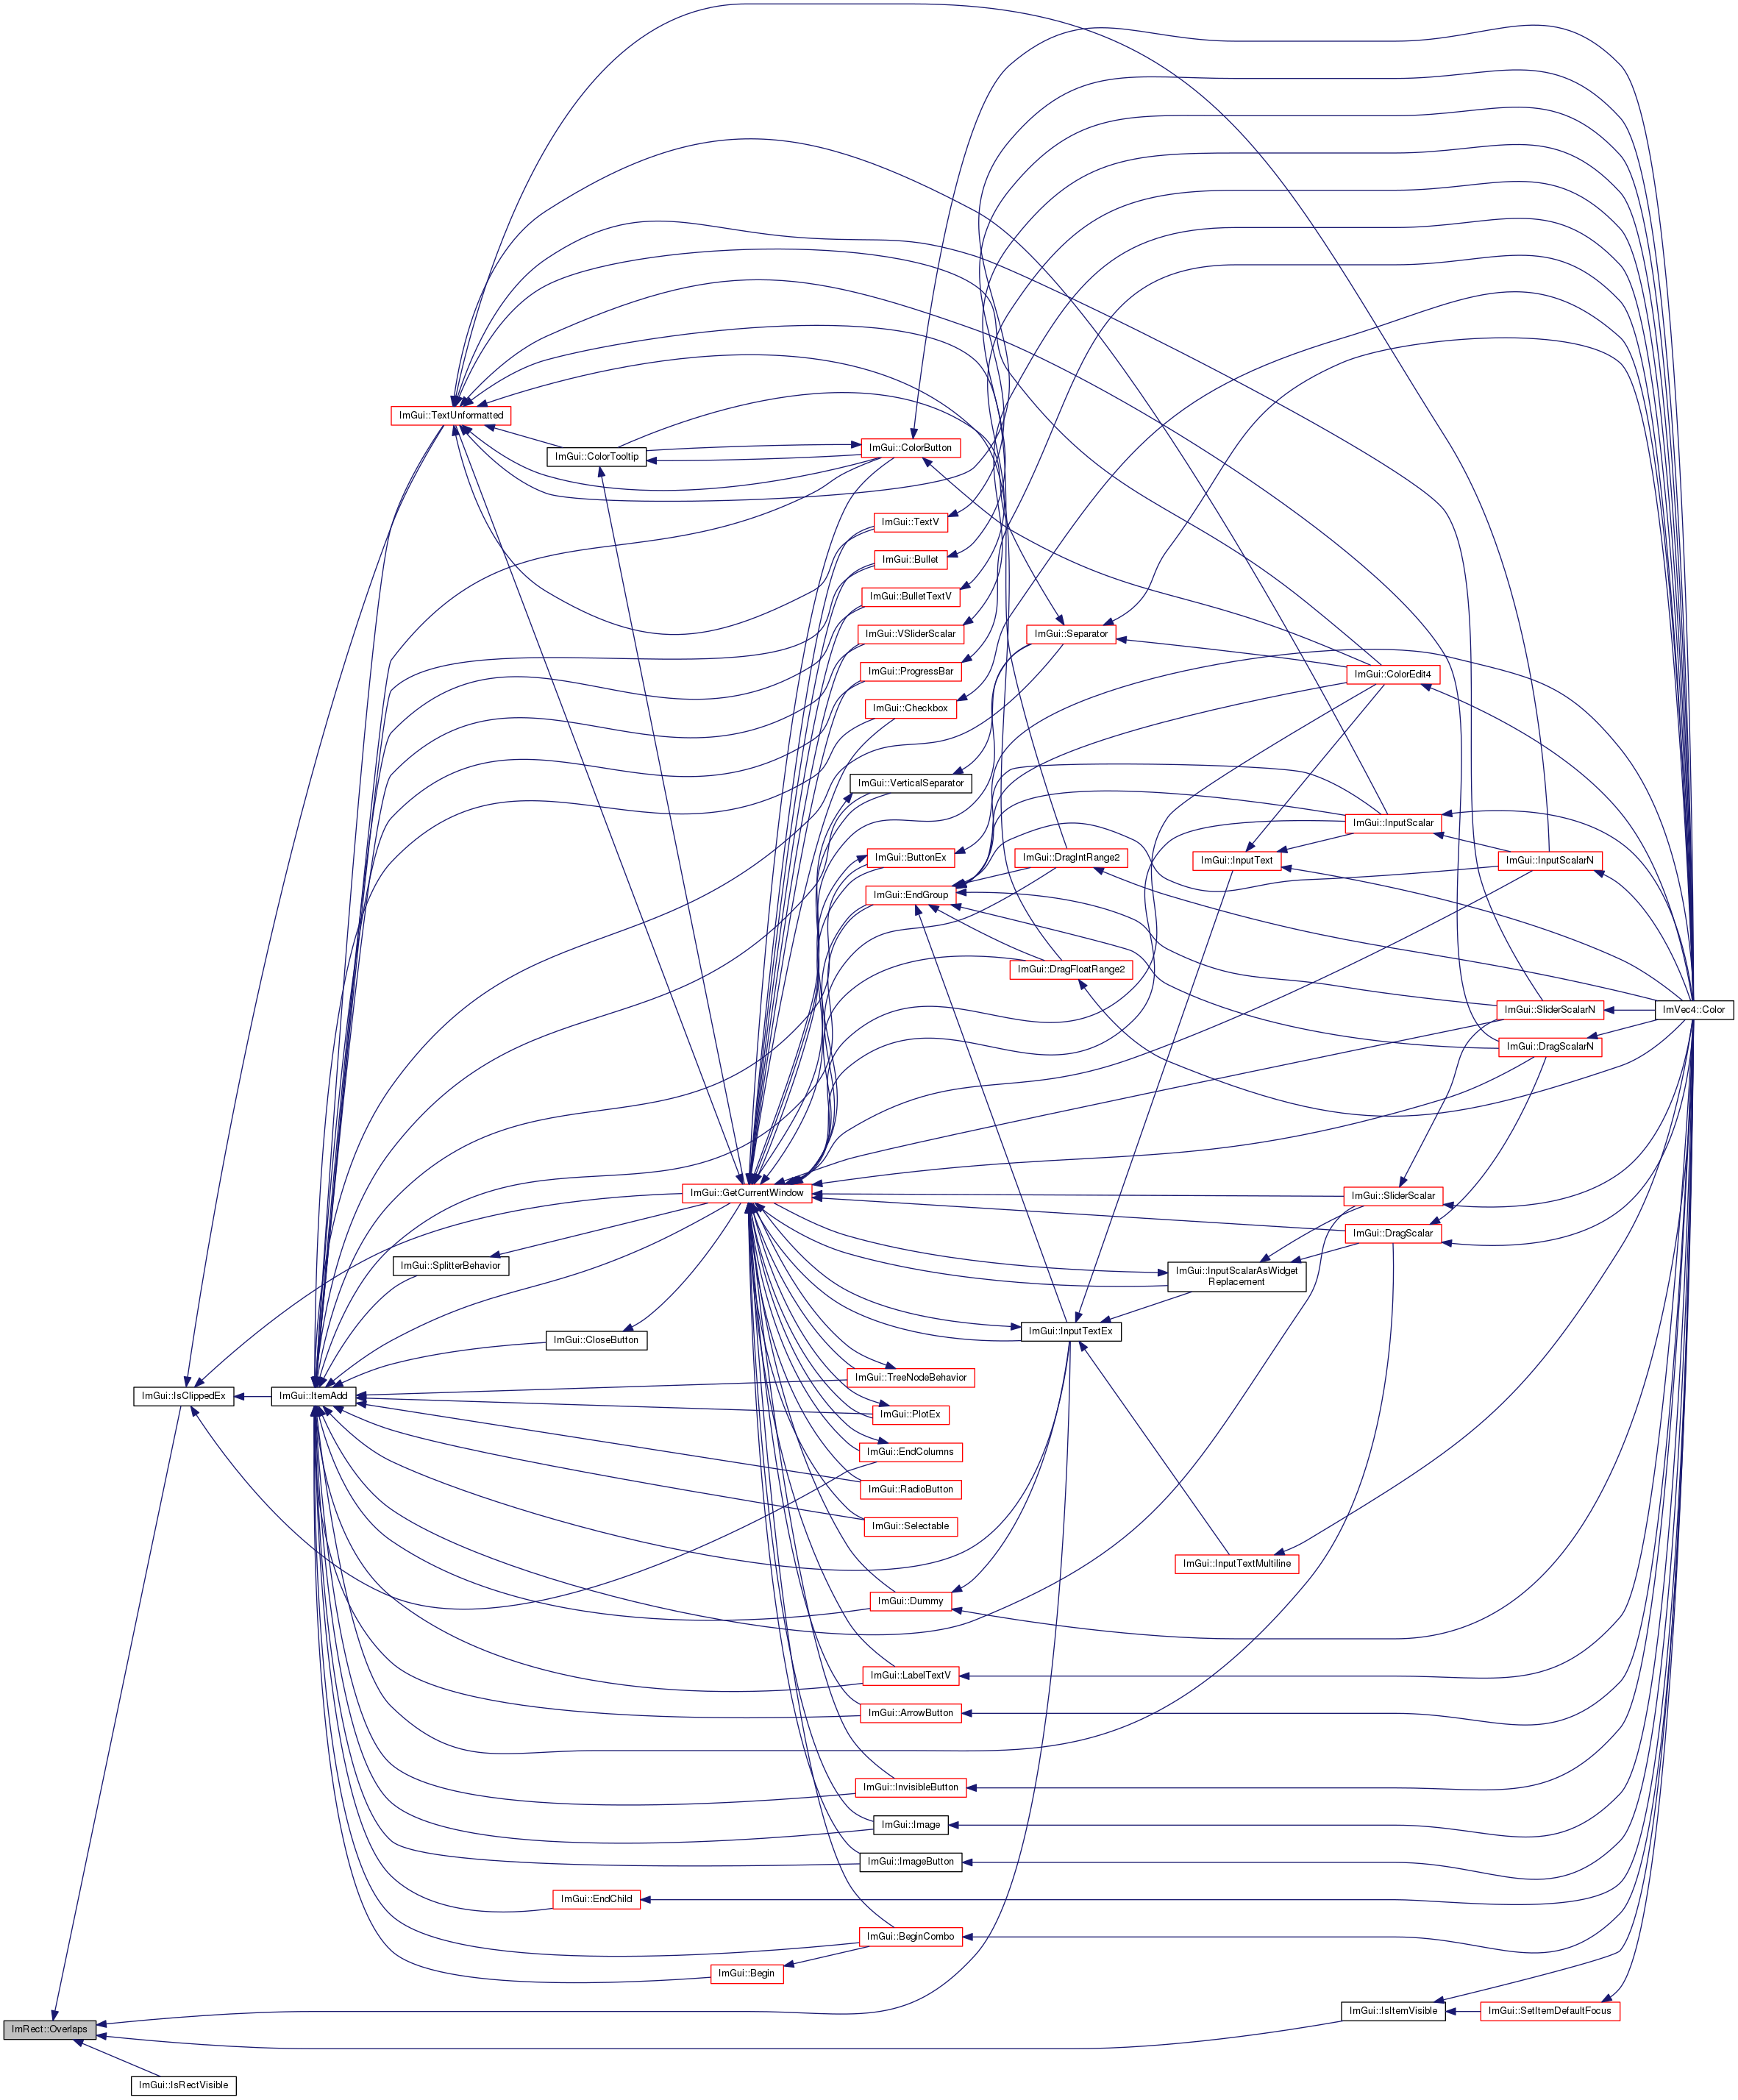 ImGui::TextUnformatted
ImGui::ColorButton
ImGui::ColorTooltip
ImGui::TextV
ImGui::Bullet
ImGui::BulletTextV
ImGui::VSliderScalar
ImGui::Separator
ImGui::ProgressBar
ImGui::ColorEdit4
ImGui::Checkbox
ImGui::VerticalSeparator
ImGui::InputScalar
ImGui::ButtonEx
ImGui::DragIntRange2
ImGui::InputText
ImGui::InputScalarN
ImGui::EndGroup
ImGui::DragFloatRange2
ImGui::SliderScalarN
ImVec4::Color
ImGui::DragScalarN
ImGui::GetCurrentWindow
ImGui::SliderScalar
ImGui::DragScalar
ImGui::SplitterBehavior
ImGui::InputScalarAsWidget
Replacement
ImGui::CloseButton
ImGui::InputTextEx
ImGui::TreeNodeBehavior
ImGui::IsClippedEx
ImGui::ItemAdd
ImGui::PlotEx
ImGui::EndColumns
ImGui::RadioButton
ImGui::Selectable
ImGui::InputTextMultiline
ImGui::Dummy
ImGui::LabelTextV
ImGui::ArrowButton
ImGui::InvisibleButton
ImGui::Image
ImGui::ImageButton
ImGui::EndChild
ImGui::BeginCombo
ImGui::Begin
ImGui::IsItemVisible
ImGui::SetItemDefaultFocus
ImRect::Overlaps
ImGui::IsRectVisible